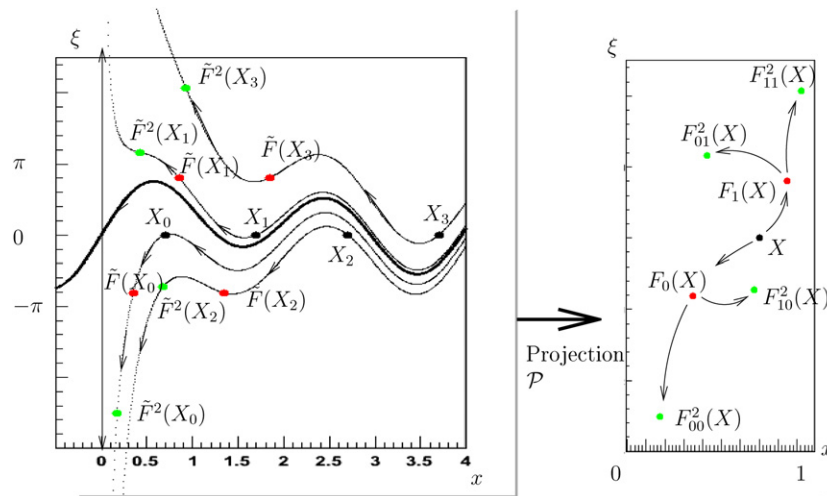 ξ
F̃²(X₃)
F̃²(X₁)
F̃(X₁)
F̃(X₃)
π
X₀
X₁
X₃
0
X₂
F̃(X₀)
F̃²(X₂)
F̃(X₂)
−π
F̃²(X₀)
0 0.5 1 1.5 2 2.5 3 3.5 4
x
Projection
𝒫
ξ
F²₁₁(X)
F²₀₁(X)
F₁(X)
X
F₀(X)
F²₁₀(X)
F²₀₀(X)
0
1
x